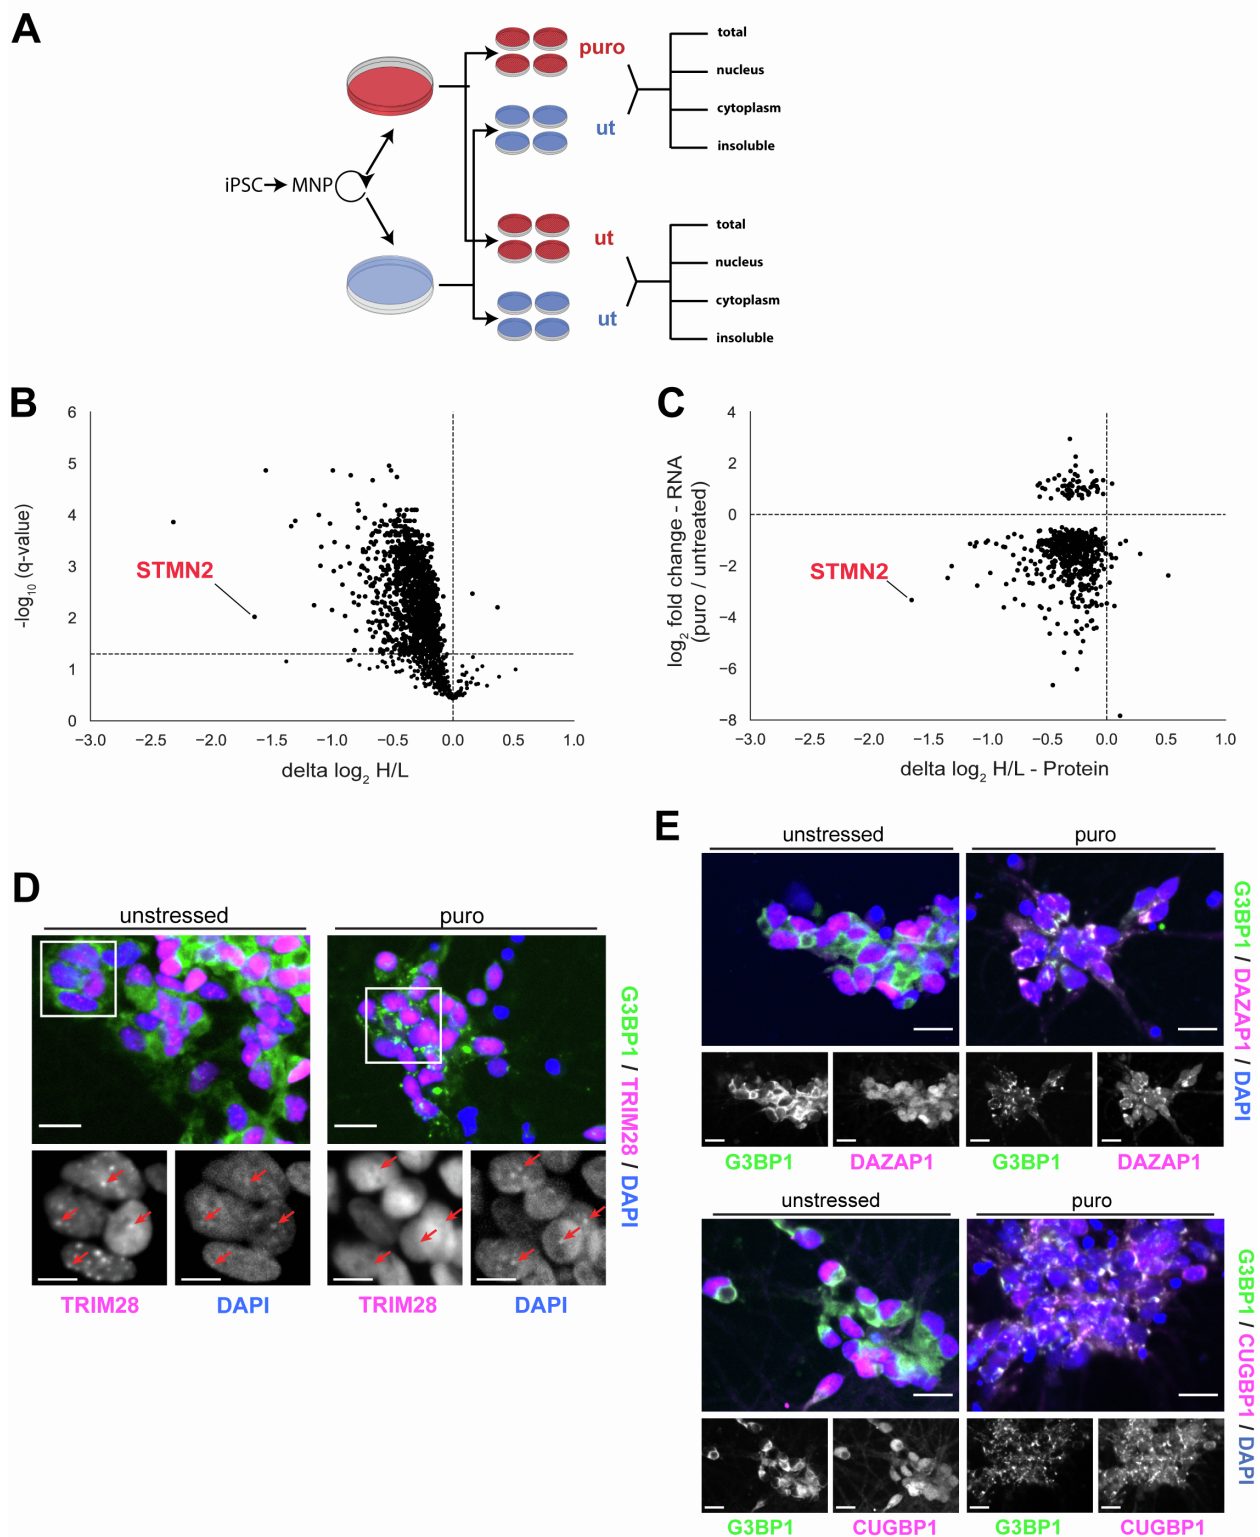 A
puro
ut
total
nucleus
cytoplasm
insoluble
iPSC
MNP
ut
ut
total
nucleus
cytoplasm
insoluble
B
6
5
4
3
2
1
0
-log10 (q-value)
STMN2
−3.0 −2.5 −2.0 −1.5 −1.0 −0.5 0.0 0.5 1.0
delta log2 H/L
C
4
2
0
−2
−4
−6
−8
log2 fold change - RNA
(puro / untreated)
STMN2
−3.0 −2.5 −2.0 −1.5 −1.0 −0.5 0.0 0.5 1.0
delta log2 H/L - Protein
D
unstressed puro
G3BP1 / TRIM28 / DAPI
TRIM28 DAPI TRIM28 DAPI
E
unstressed puro
G3BP1 / DAZAP1 / DAPI
G3BP1 DAZAP1 G3BP1 DAZAP1
unstressed puro
G3BP1 / CUGBP1 / DAPI
G3BP1 CUGBP1 G3BP1 CUGBP1